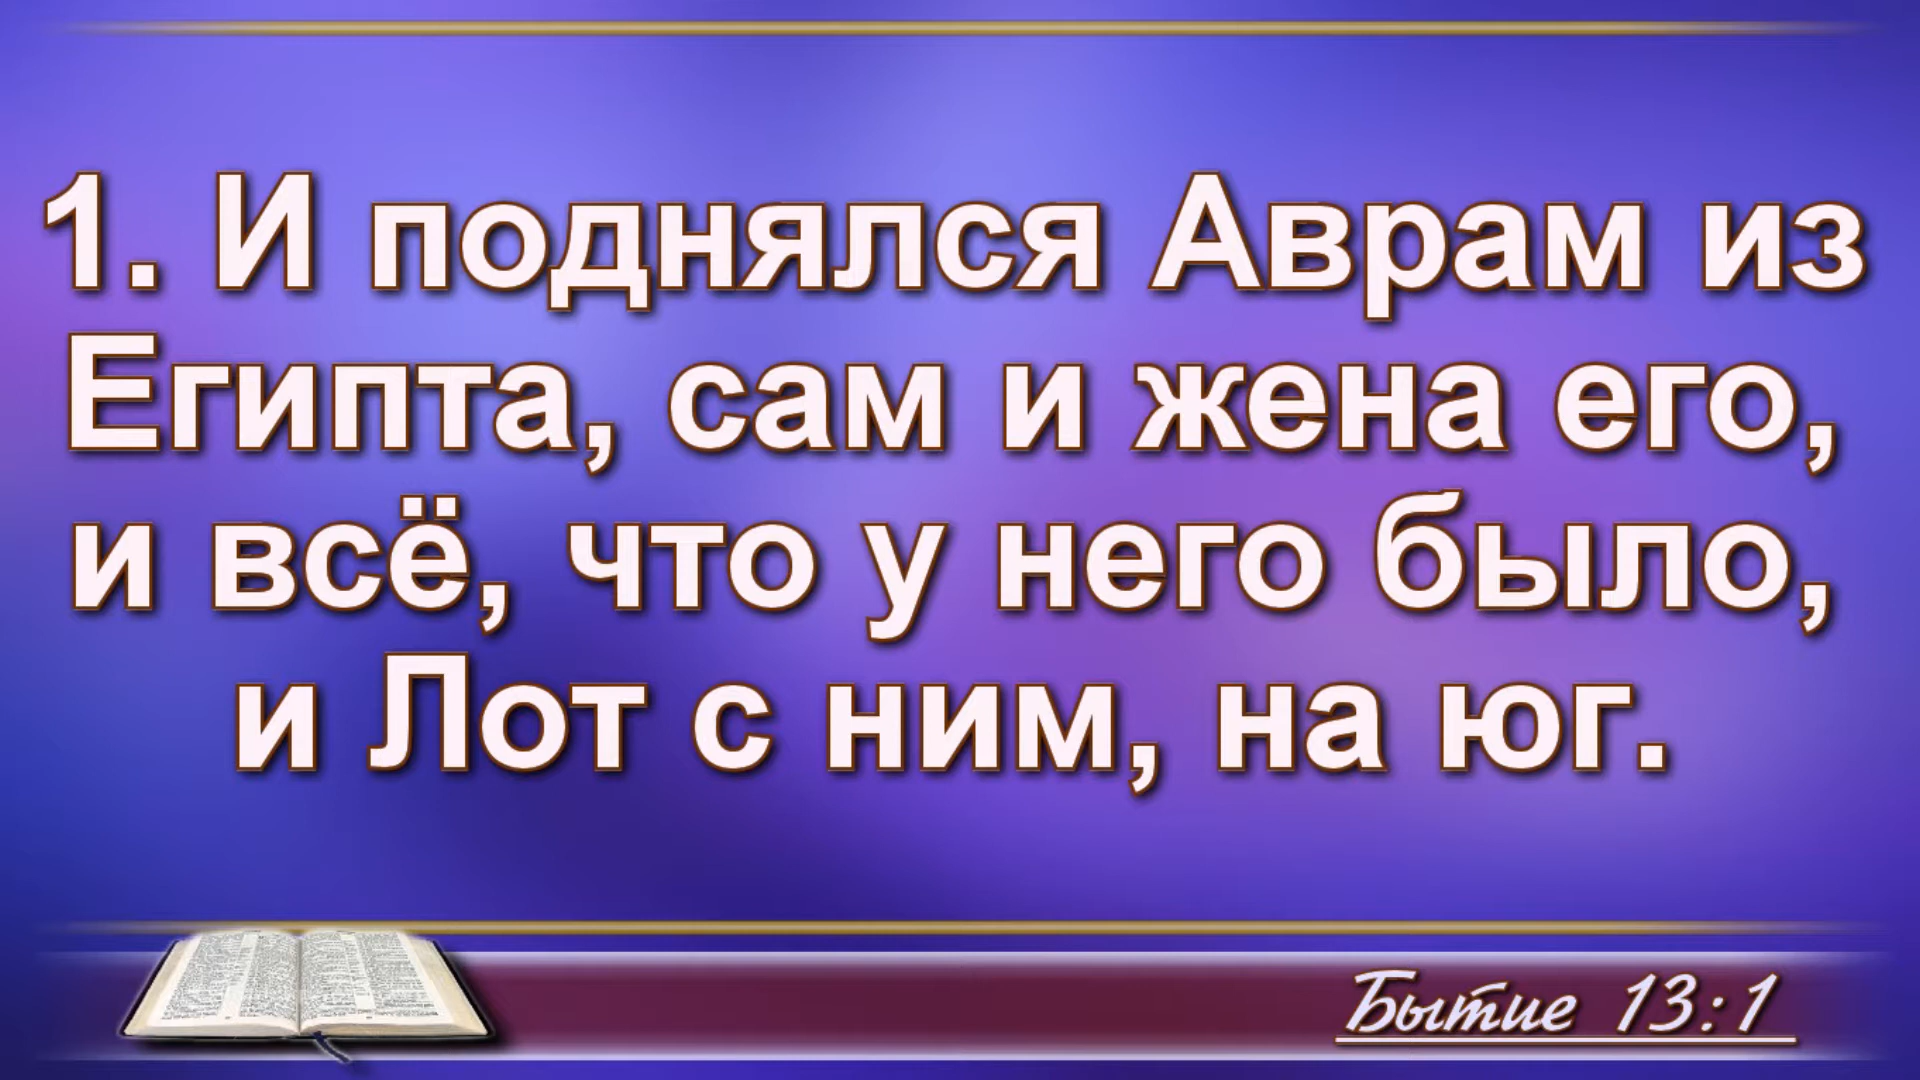 1. И поднялся Аврам из
Египта, сам и жена его,
и всё, что у него было,
и Лот с ним, на юг.
Бытие 13:1